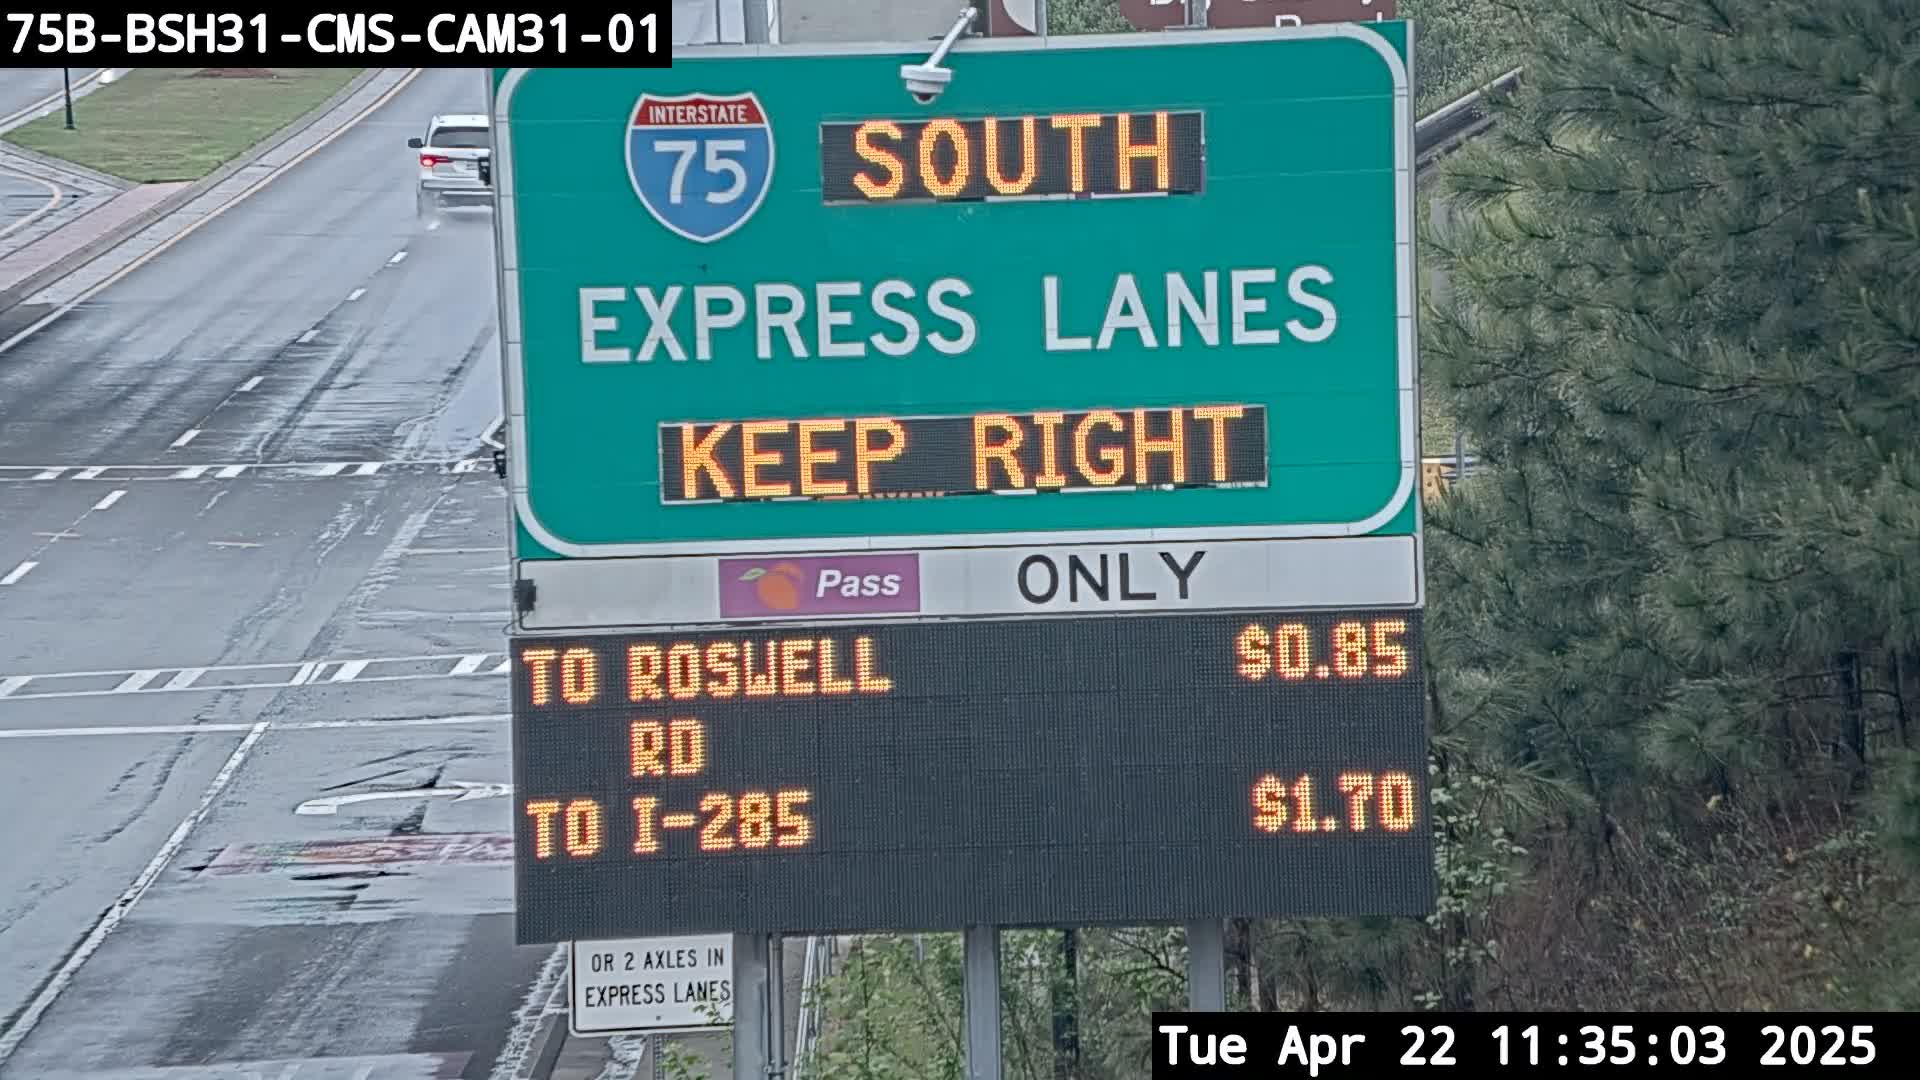 75B-BSH31-CMS-CAM31-01
INTERSTATE
75
SOUTH
EXPRESS LANES
KEEP RIGHT
Pass
ONLY
TO ROSWELL $0.85
RD
TO I-285 $1.70
OR 2 AXLES IN
EXPRESS LANES
Tue Apr 22 11:35:03 2025